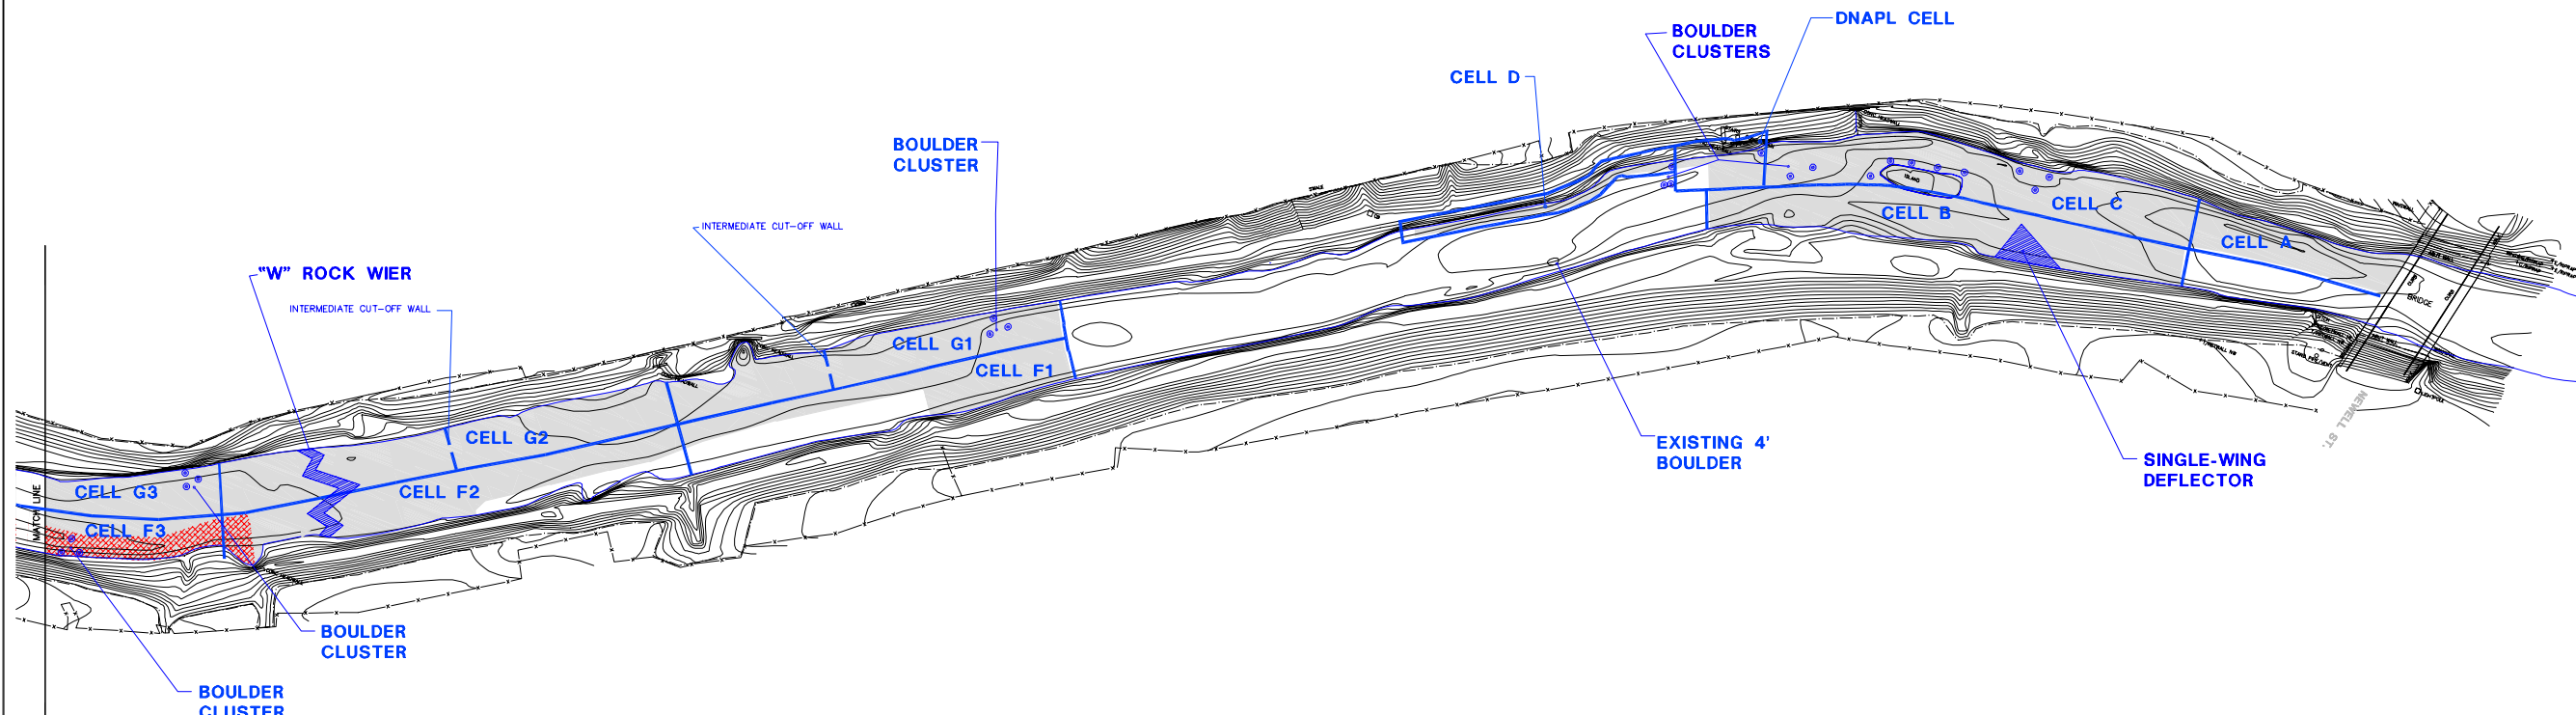 DNAPL CELL
BOULDER
CLUSTERS
CELL D
BOULDER
CLUSTER
ISLAND
CELL B
CELL C
CELL A
INTERMEDIATE CUT-OFF WALL
"W" ROCK WIER
INTERMEDIATE CUT-OFF WALL
BRIDGE
CELL G1
CELL F1
NEWELL ST.
CELL G2
EXISTING 4'
BOULDER
SINGLE-WING
DEFLECTOR
CELL G3
CELL F2
MATCH LINE
CELL F3
BOULDER
CLUSTER
BOULDER
CLUSTER